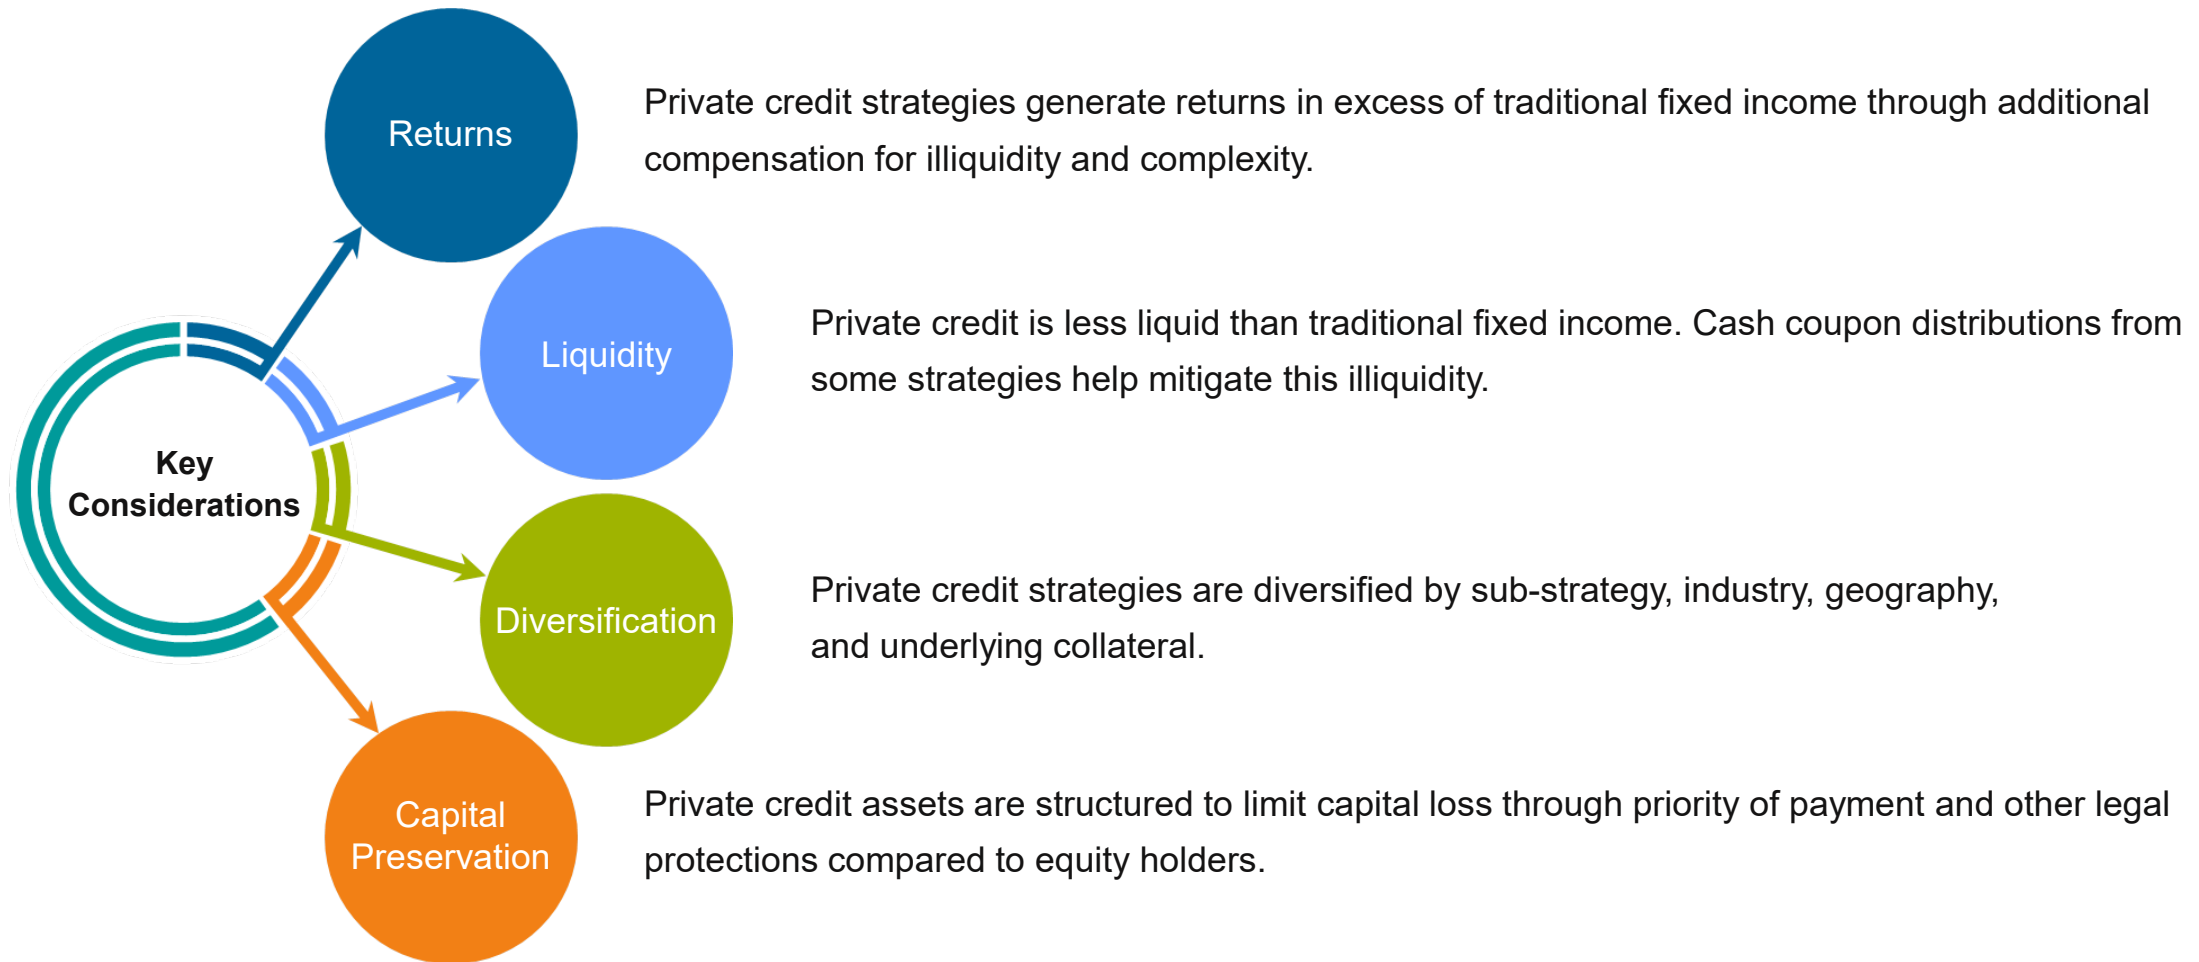 Returns
Private credit strategies generate returns in excess of traditional fixed income through additional
compensation for illiquidity and complexity.
Liquidity
Private credit is less liquid than traditional fixed income. Cash coupon distributions from
some strategies help mitigate this illiquidity.
Key
Considerations
Diversification
Private credit strategies are diversified by sub-strategy, industry, geography,
and underlying collateral.
Capital
Preservation
Private credit assets are structured to limit capital loss through priority of payment and other legal
protections compared to equity holders.